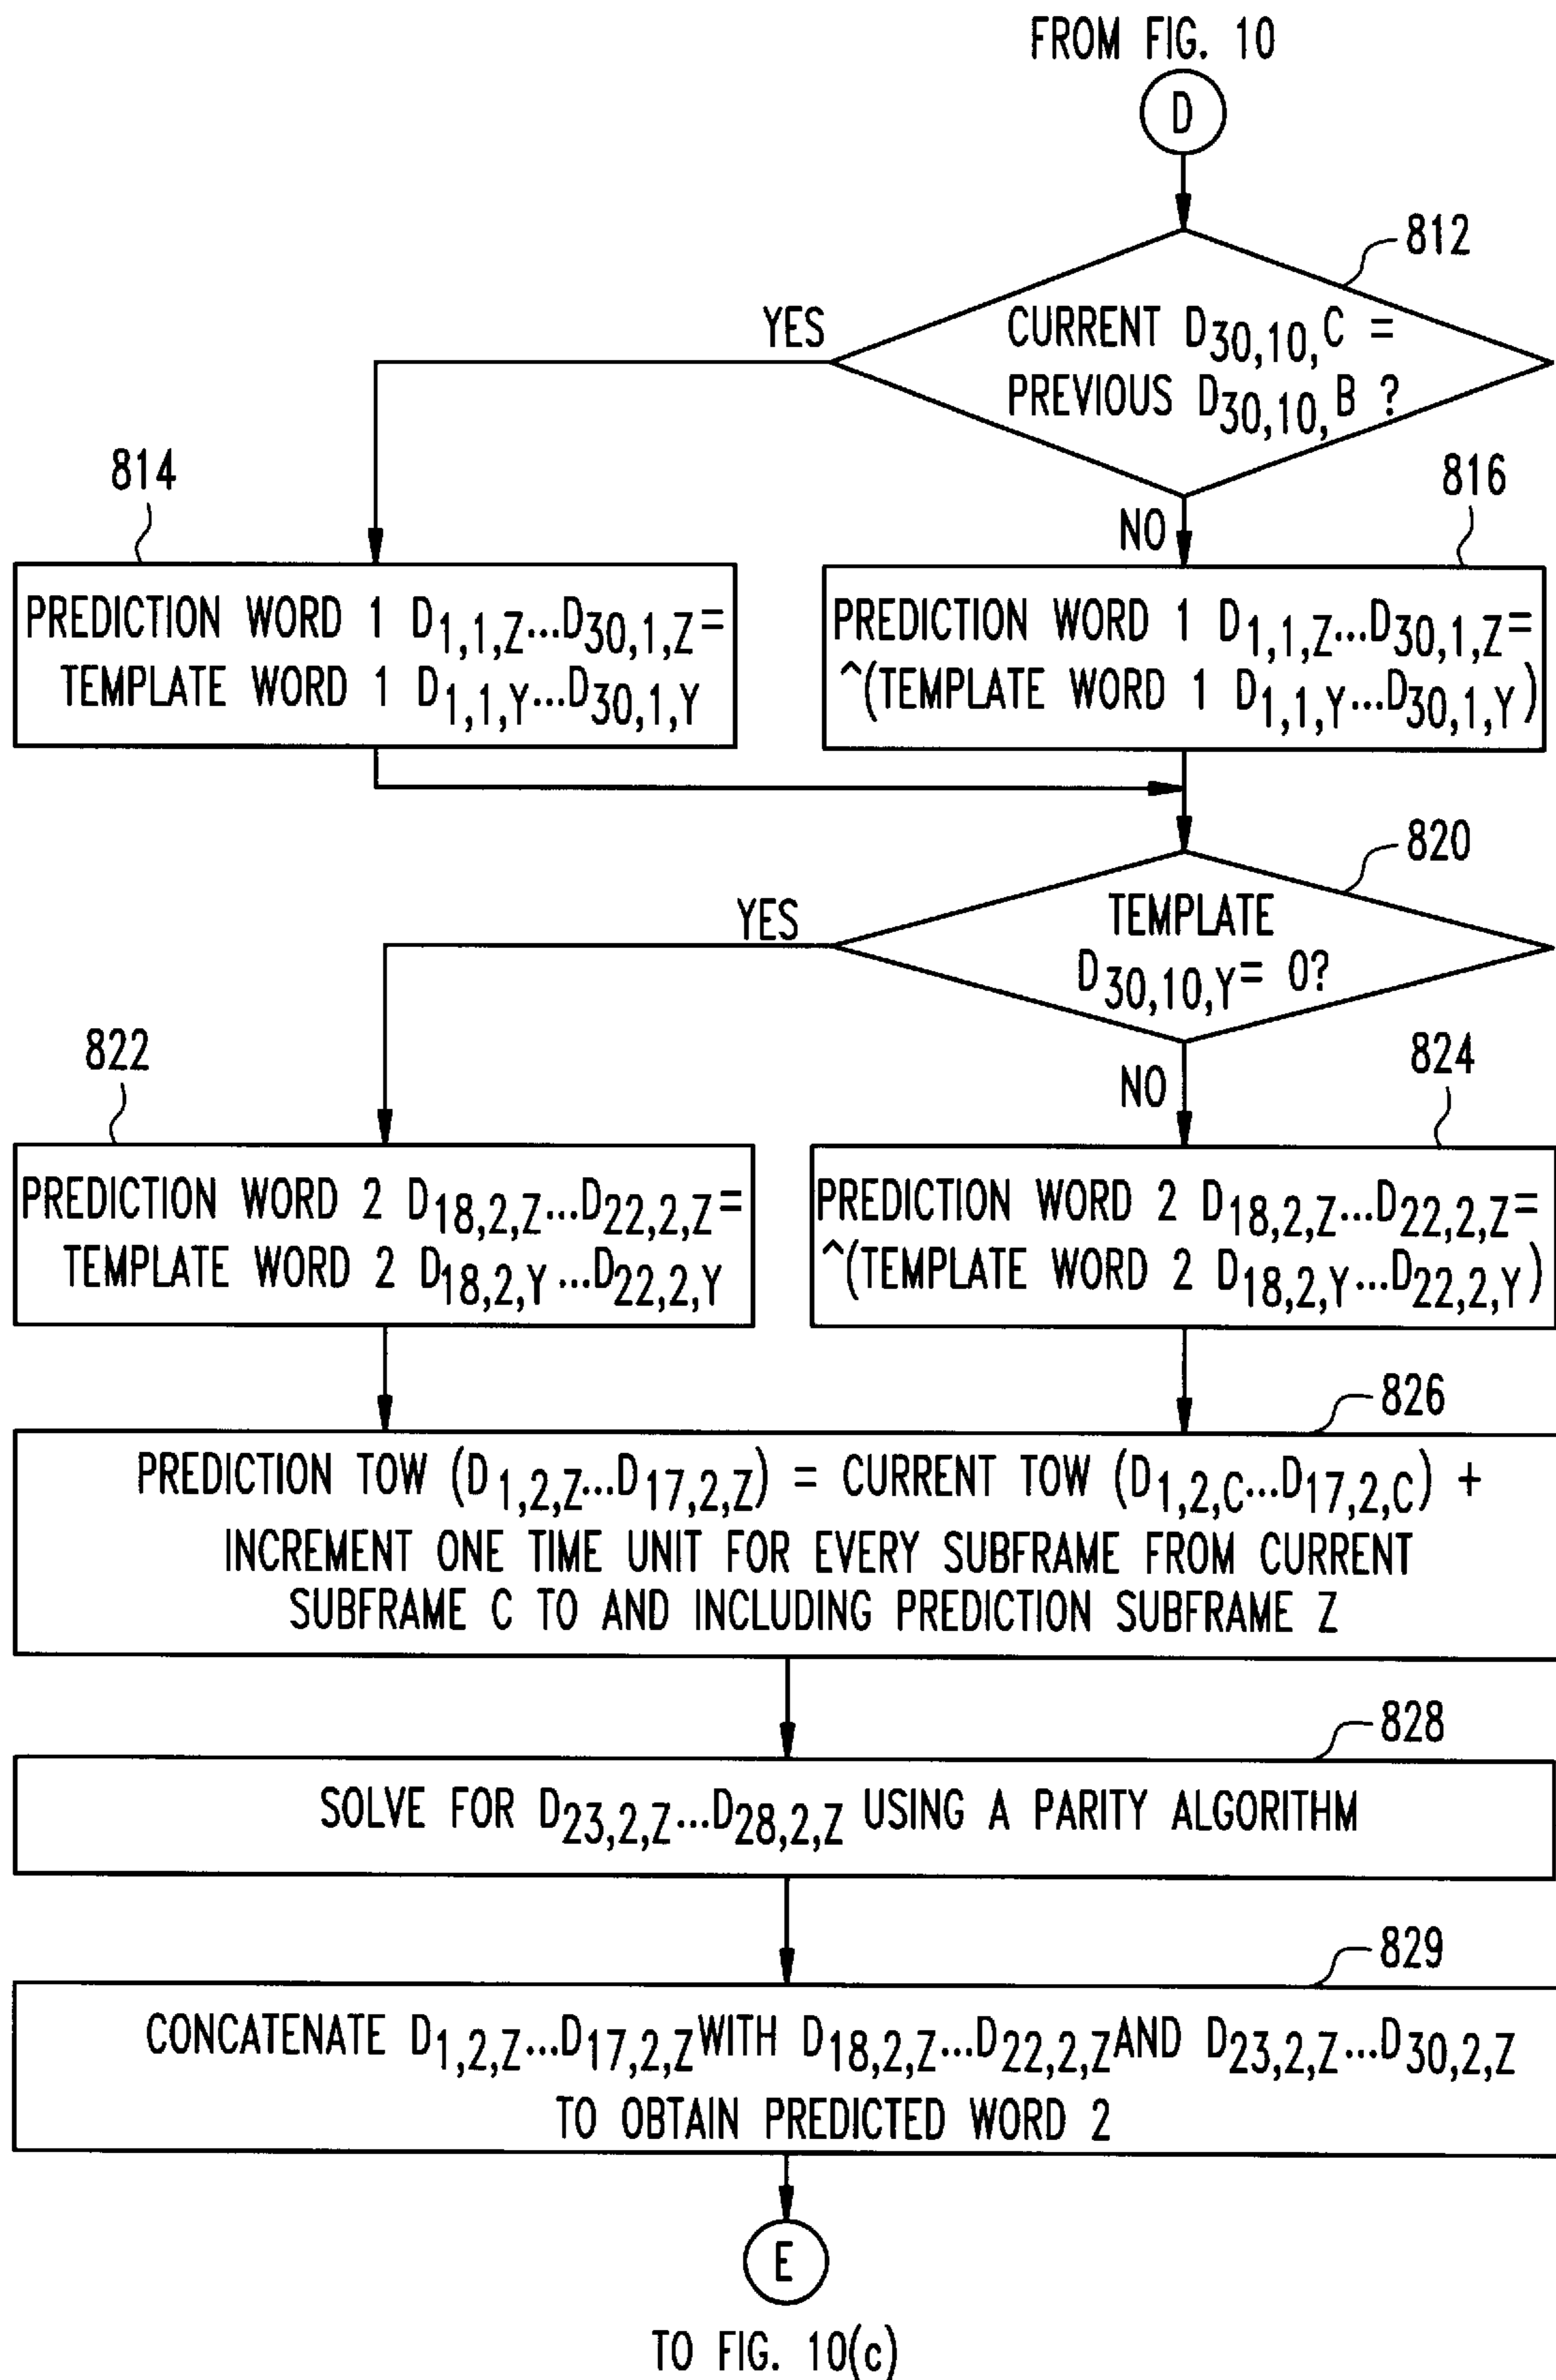 FROM FIG. 10
D
812
CURRENT D30,10,C =
PREVIOUS D30,10,B ?
YES
NO
814
PREDICTION WORD 1 D1,1,Z...D30,1,Z=
TEMPLATE WORD 1 D1,1,Y...D30,1,Y
816
PREDICTION WORD 1 D1,1,Z...D30,1,Z=
^(TEMPLATE WORD 1 D1,1,Y...D30,1,Y)
820
TEMPLATE
D30,10,Y= 0?
YES
NO
822
PREDICTION WORD 2 D18,2,Z...D22,2,Z=
TEMPLATE WORD 2 D18,2,Y...D22,2,Y
824
PREDICTION WORD 2 D18,2,Z...D22,2,Z=
^(TEMPLATE WORD 2 D18,2,Y...D22,2,Y)
826
PREDICTION TOW (D1,2,Z...D17,2,Z) = CURRENT TOW (D1,2,C...D17,2,C) +
INCREMENT ONE TIME UNIT FOR EVERY SUBFRAME FROM CURRENT
SUBFRAME C TO AND INCLUDING PREDICTION SUBFRAME Z
828
SOLVE FOR D23,2,Z...D28,2,Z USING A PARITY ALGORITHM
829
CONCATENATE D1,2,Z...D17,2,Z WITH D18,2,Z...D22,2,Z AND D23,2,Z...D30,2,Z
TO OBTAIN PREDICTED WORD 2
E
TO FIG. 10(c)